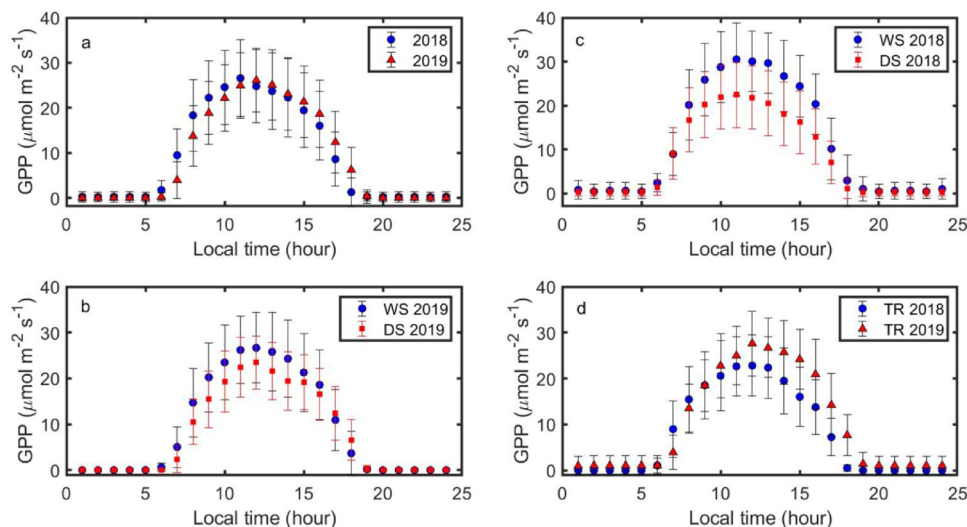 a
2018
2019
GPP (µmol m⁻² s⁻¹)
40
30
20
10
0
0 5 10 15 20 25
Local time (hour)
c
WS 2018
DS 2018
GPP (µmol m⁻² s⁻¹)
40
30
20
10
0
0 5 10 15 20 25
Local time (hour)
b
WS 2019
DS 2019
GPP (µmol m⁻² s⁻¹)
40
30
20
10
0
0 5 10 15 20 25
Local time (hour)
d
TR 2018
TR 2019
GPP (µmol m⁻² s⁻¹)
40
30
20
10
0
0 5 10 15 20 25
Local time (hour)